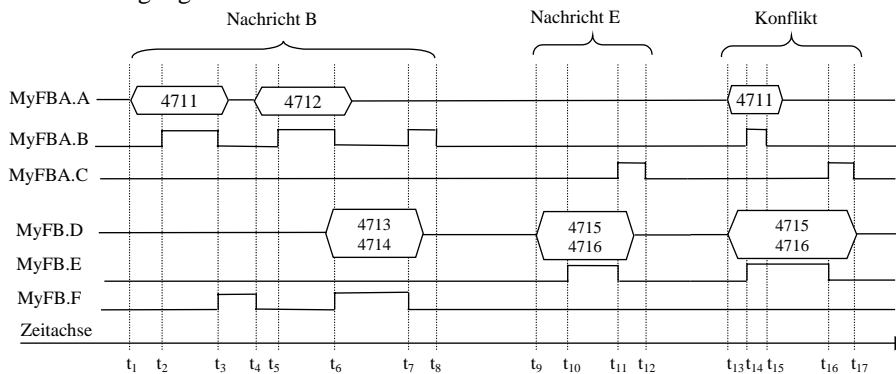 Nachricht B Nachricht E Konflikt
MyFBA.A 4711 4712 4711
MyFBA.B
MyFBA.C
MyFB.D 4713 4715 4715
4714 4716 4716
MyFB.E
MyFB.F
Zeitachse
t1 t2 t3 t4 t5 t6 t7 t8 t9 t10 t11 t12 t13 t14 t15 t16 t17